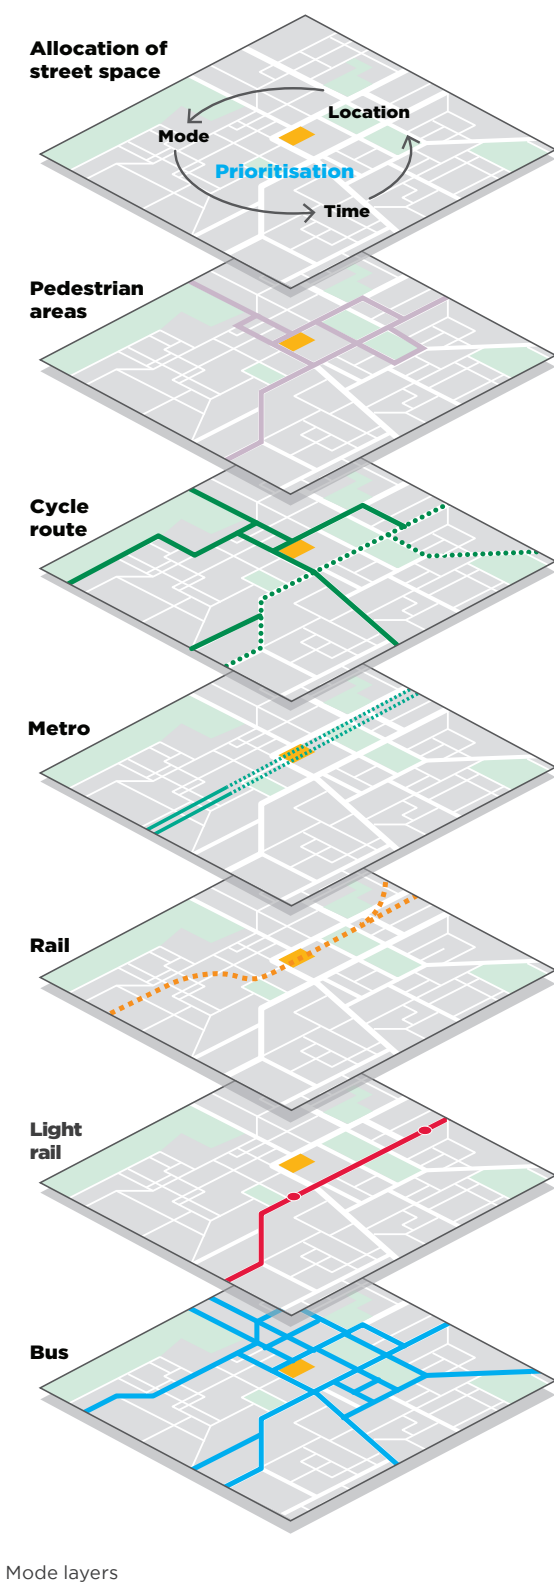 Allocation of
street space
Location
Mode
Prioritisation
Time
Pedestrian
areas
Cycle
route
Metro
Rail
Light
rail
Bus
Mode layers